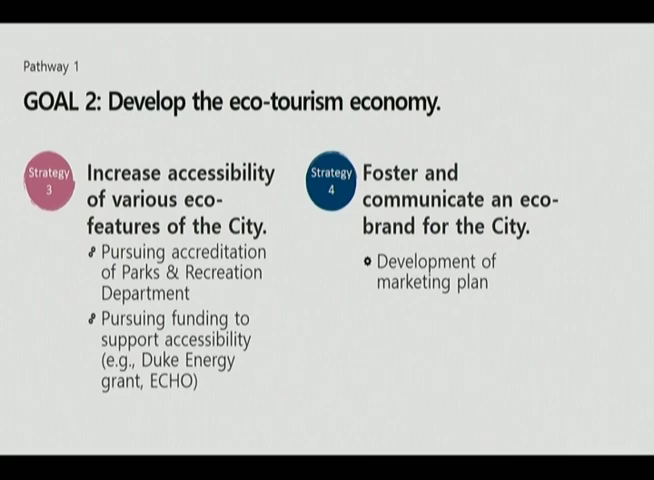 Pathway 1
GOAL 2: Develop the eco-tourism economy.
Strategy
3
Increase accessibility
of various eco-
features of the City.
Pursuing accreditation
of Parks & Recreation
Department
Pursuing funding to
support accessibility
(e.g., Duke Energy
grant, ECHO)
Strategy
4
Foster and
communicate an eco-
brand for the City.
Development of
marketing plan